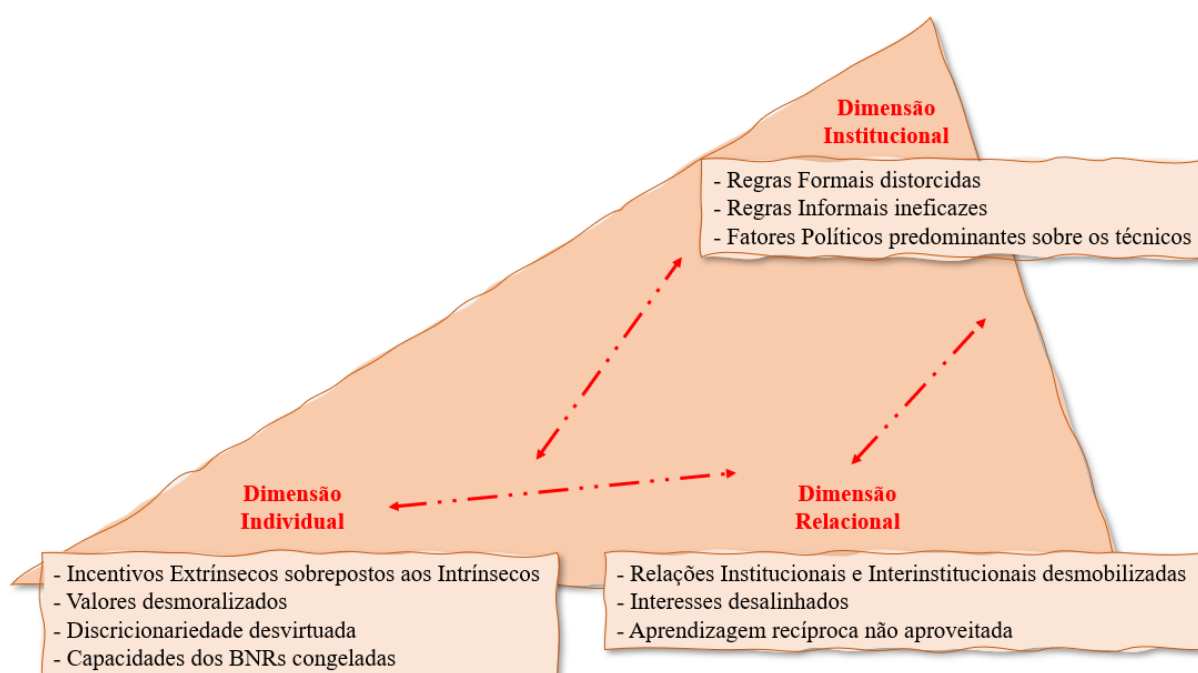 Dimensão
Institucional
- Regras Formais distorcidas
- Regras Informais ineficazes
- Fatores Políticos predominantes sobre os técnicos
Dimensão
Individual
- Incentivos Extrínsecos sobrepostos aos Intrínsecos
- Valores desmoralizados
- Discricionariedade desvirtuada
- Capacidades dos BNRs congeladas
Dimensão
Relacional
- Relações Institucionais e Interinstitucionais desmobilizadas
- Interesses desalinhados
- Aprendizagem recíproca não aproveitada